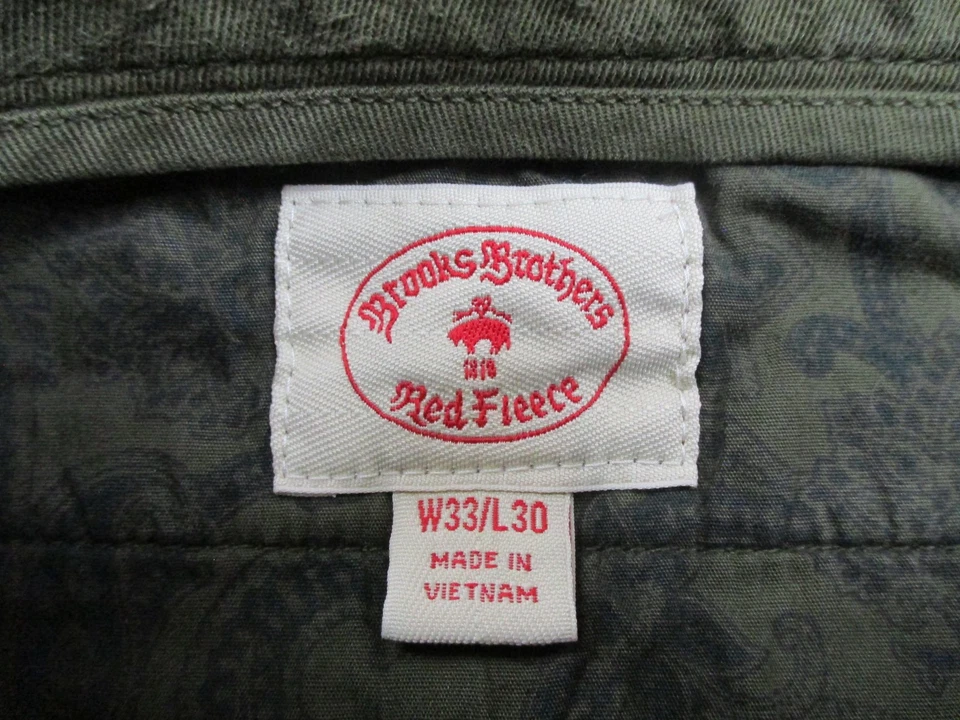 Brooks Brothers
1818
Red Fleece
W33/L30
MADE IN
VIETNAM